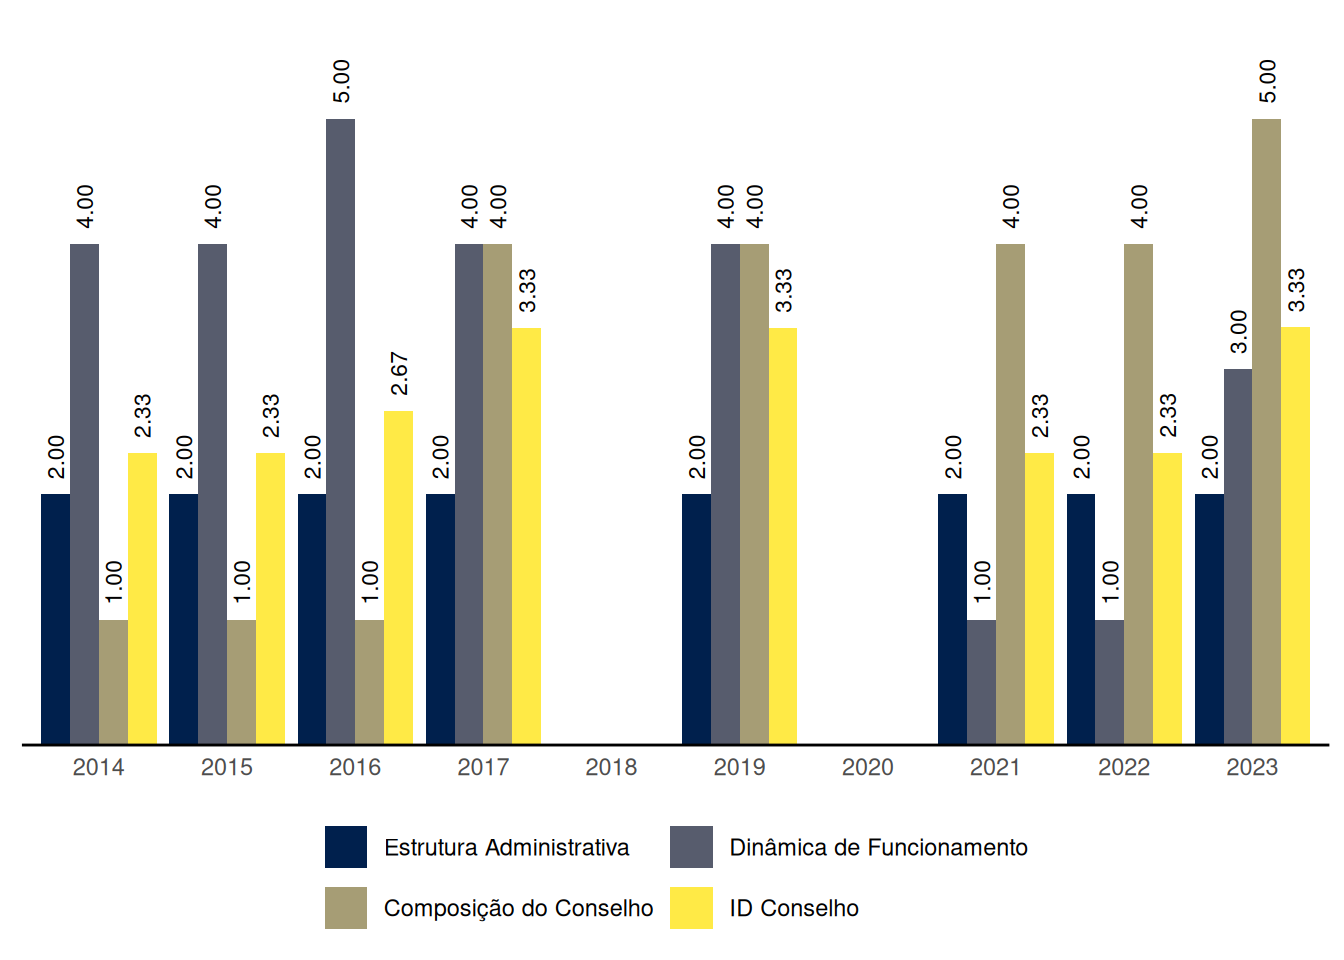 5.00 5.00
4.00 4.00 4.00 4.00 4.00 4.00 4.00 4.00
3.33 3.33 3.33
3.00
2.67
2.33 2.33 2.33 2.33
2.00 2.00 2.00 2.00 2.00 2.00 2.00 2.00
1.00 1.00 1.00 1.00 1.00
2014 2015 2016 2017 2018 2019 2020 2021 2022 2023
Estrutura Administrativa Dinâmica de Funcionamento
Composição do Conselho ID Conselho